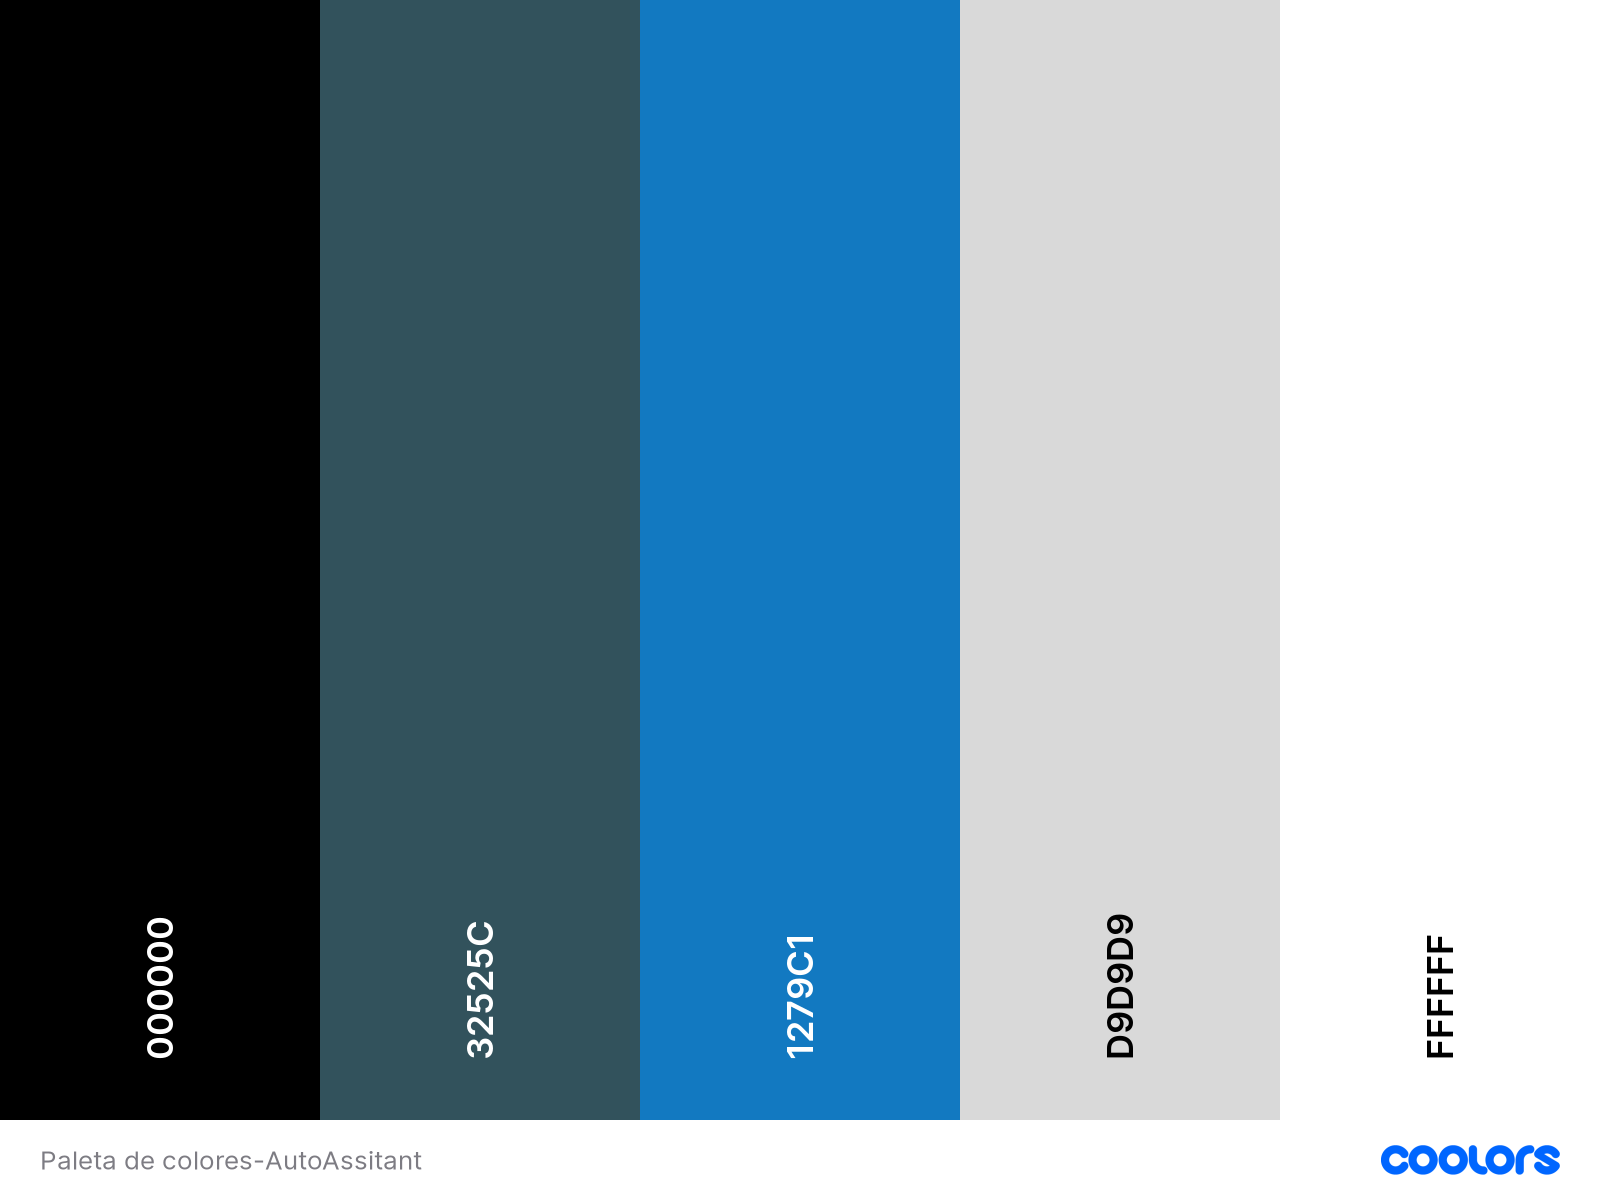 000000
32525C
1279C1
D9D9D9
FFFFFF
Paleta de colores-AutoAssitant
coolors